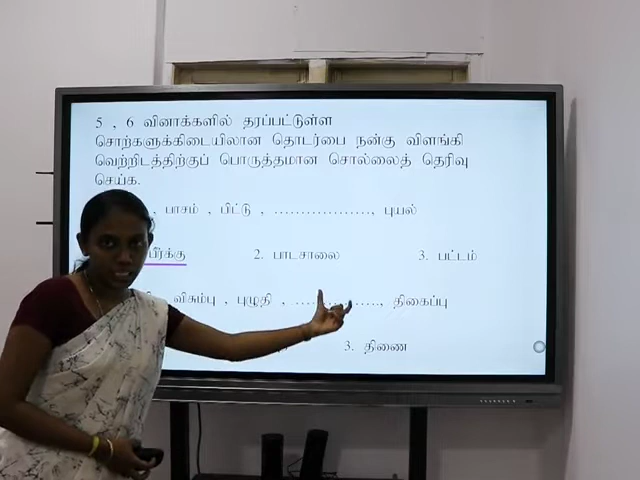 5 , 6 வினாக்களில் தரப்பட்டுள்ள
சொற்களுக்கிடையிலான தொடர்பை நன்கு விளங்கி
வெற்றிடத்திற்குப் பொருத்தமான சொல்லைத் தெரிவு
செய்க.
, பாசம் , பிட்டு , ..................., புயல்
பீர்க்கு 2. பாடசாலை 3. பட்டம்
விசும்பு , புழுதி , ..................., திகைப்பு
3. திணை